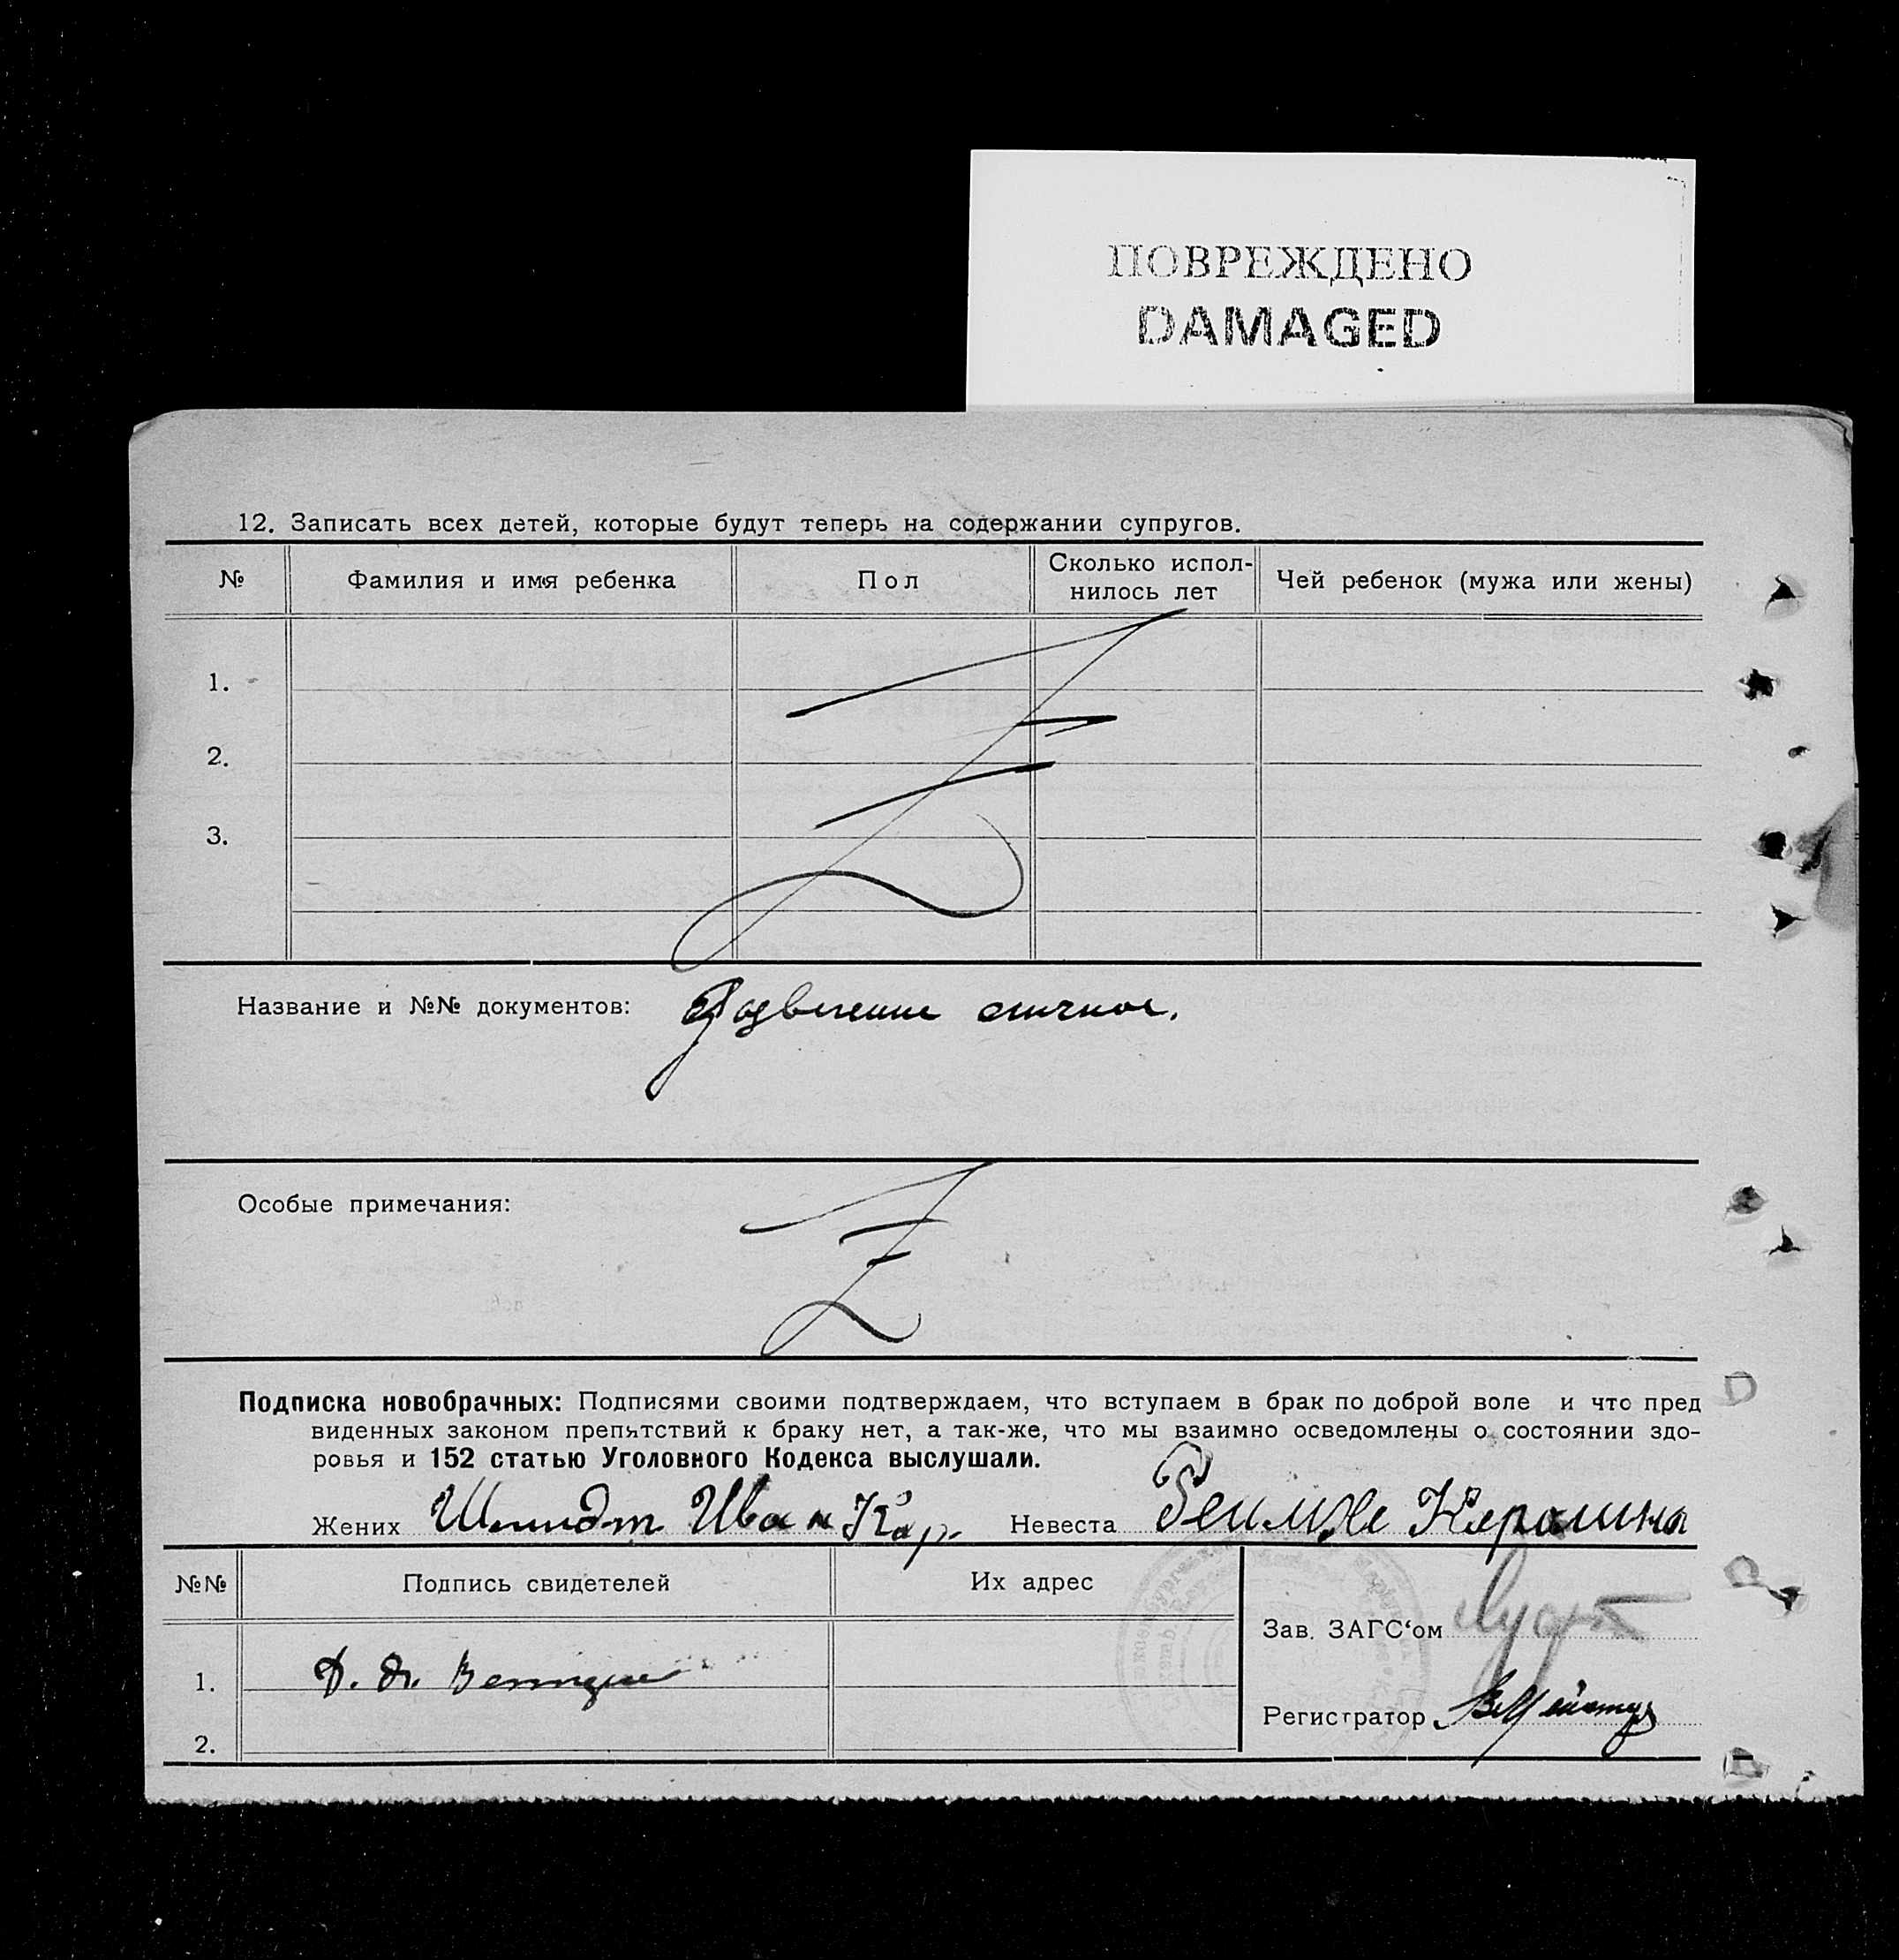 ПОВРЕЖДЕНО
DAMAGED
12. Записать всех детей, которые будут теперь на содержании супругов.
№ Фамилия и имя ребенка Пол Сколько испол-нилось лет Чей ребенок (мужа или жены)
1.
2.
3.
Название и №№ документов:
Особые примечания:
Подписка новобрачных: Подписями своими подтверждаем, что вступаем в брак по доброй воле и что пред
виденных законом препятствий к браку нет, а так-же, что мы взаимно осведомлены о состоянии здо-
ровья и 152 статью Уголовного Кодекса выслушали.
Жених Шмидт Иван Кар. Невеста
№№ Подпись свидетелей Их адрес
Зав. ЗАГС‘ом
1.
Регистратор
2.